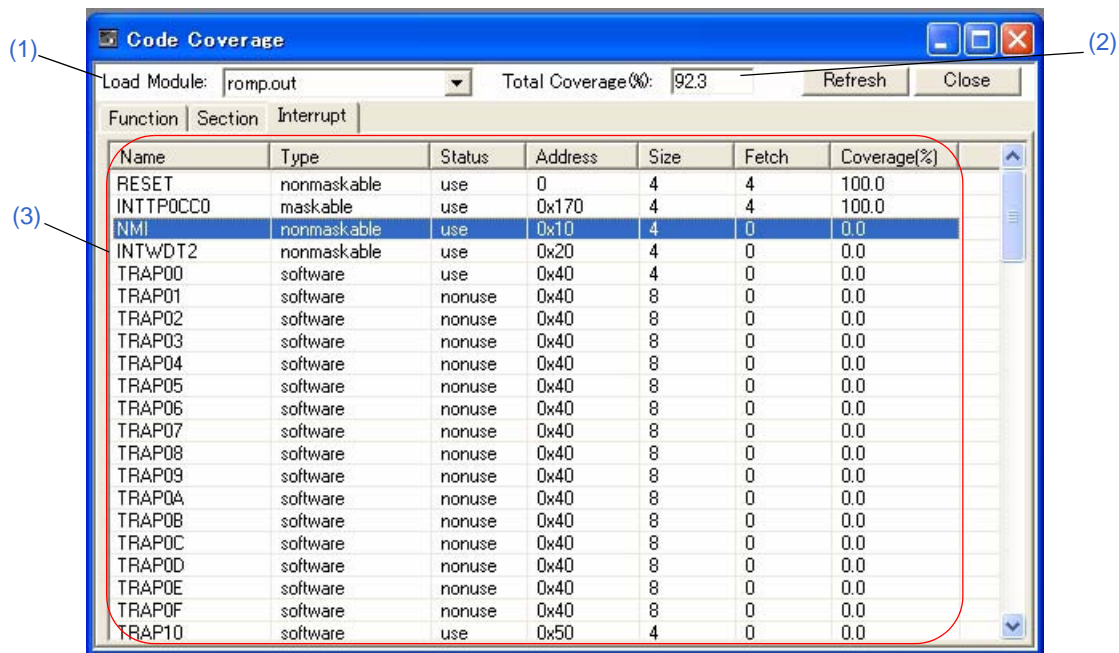 Code Coverage
(1)
(2)
Load Module: romp.out Total Coverage(%): 92.3 Refresh Close
Function Section Interrupt
Name Type Status Address Size Fetch Coverage(%)
RESET nonmaskable use 0 4 4 100.0
INTTP0CC0 maskable use 0x170 4 4 100.0
(3)
NMI nonmaskable use 0x10 4 0 0.0
INTWDT2 nonmaskable use 0x20 4 0 0.0
TRAP00 software use 0x40 4 0 0.0
TRAP01 software nonuse 0x40 8 0 0.0
TRAP02 software nonuse 0x40 8 0 0.0
TRAP03 software nonuse 0x40 8 0 0.0
TRAP04 software nonuse 0x40 8 0 0.0
TRAP05 software nonuse 0x40 8 0 0.0
TRAP06 software nonuse 0x40 8 0 0.0
TRAP07 software nonuse 0x40 8 0 0.0
TRAP08 software nonuse 0x40 8 0 0.0
TRAP09 software nonuse 0x40 8 0 0.0
TRAP0A software nonuse 0x40 8 0 0.0
TRAP0B software nonuse 0x40 8 0 0.0
TRAP0C software nonuse 0x40 8 0 0.0
TRAP0D software nonuse 0x40 8 0 0.0
TRAP0E software nonuse 0x40 8 0 0.0
TRAP0F software nonuse 0x40 8 0 0.0
TRAP10 software use 0x50 4 0 0.0